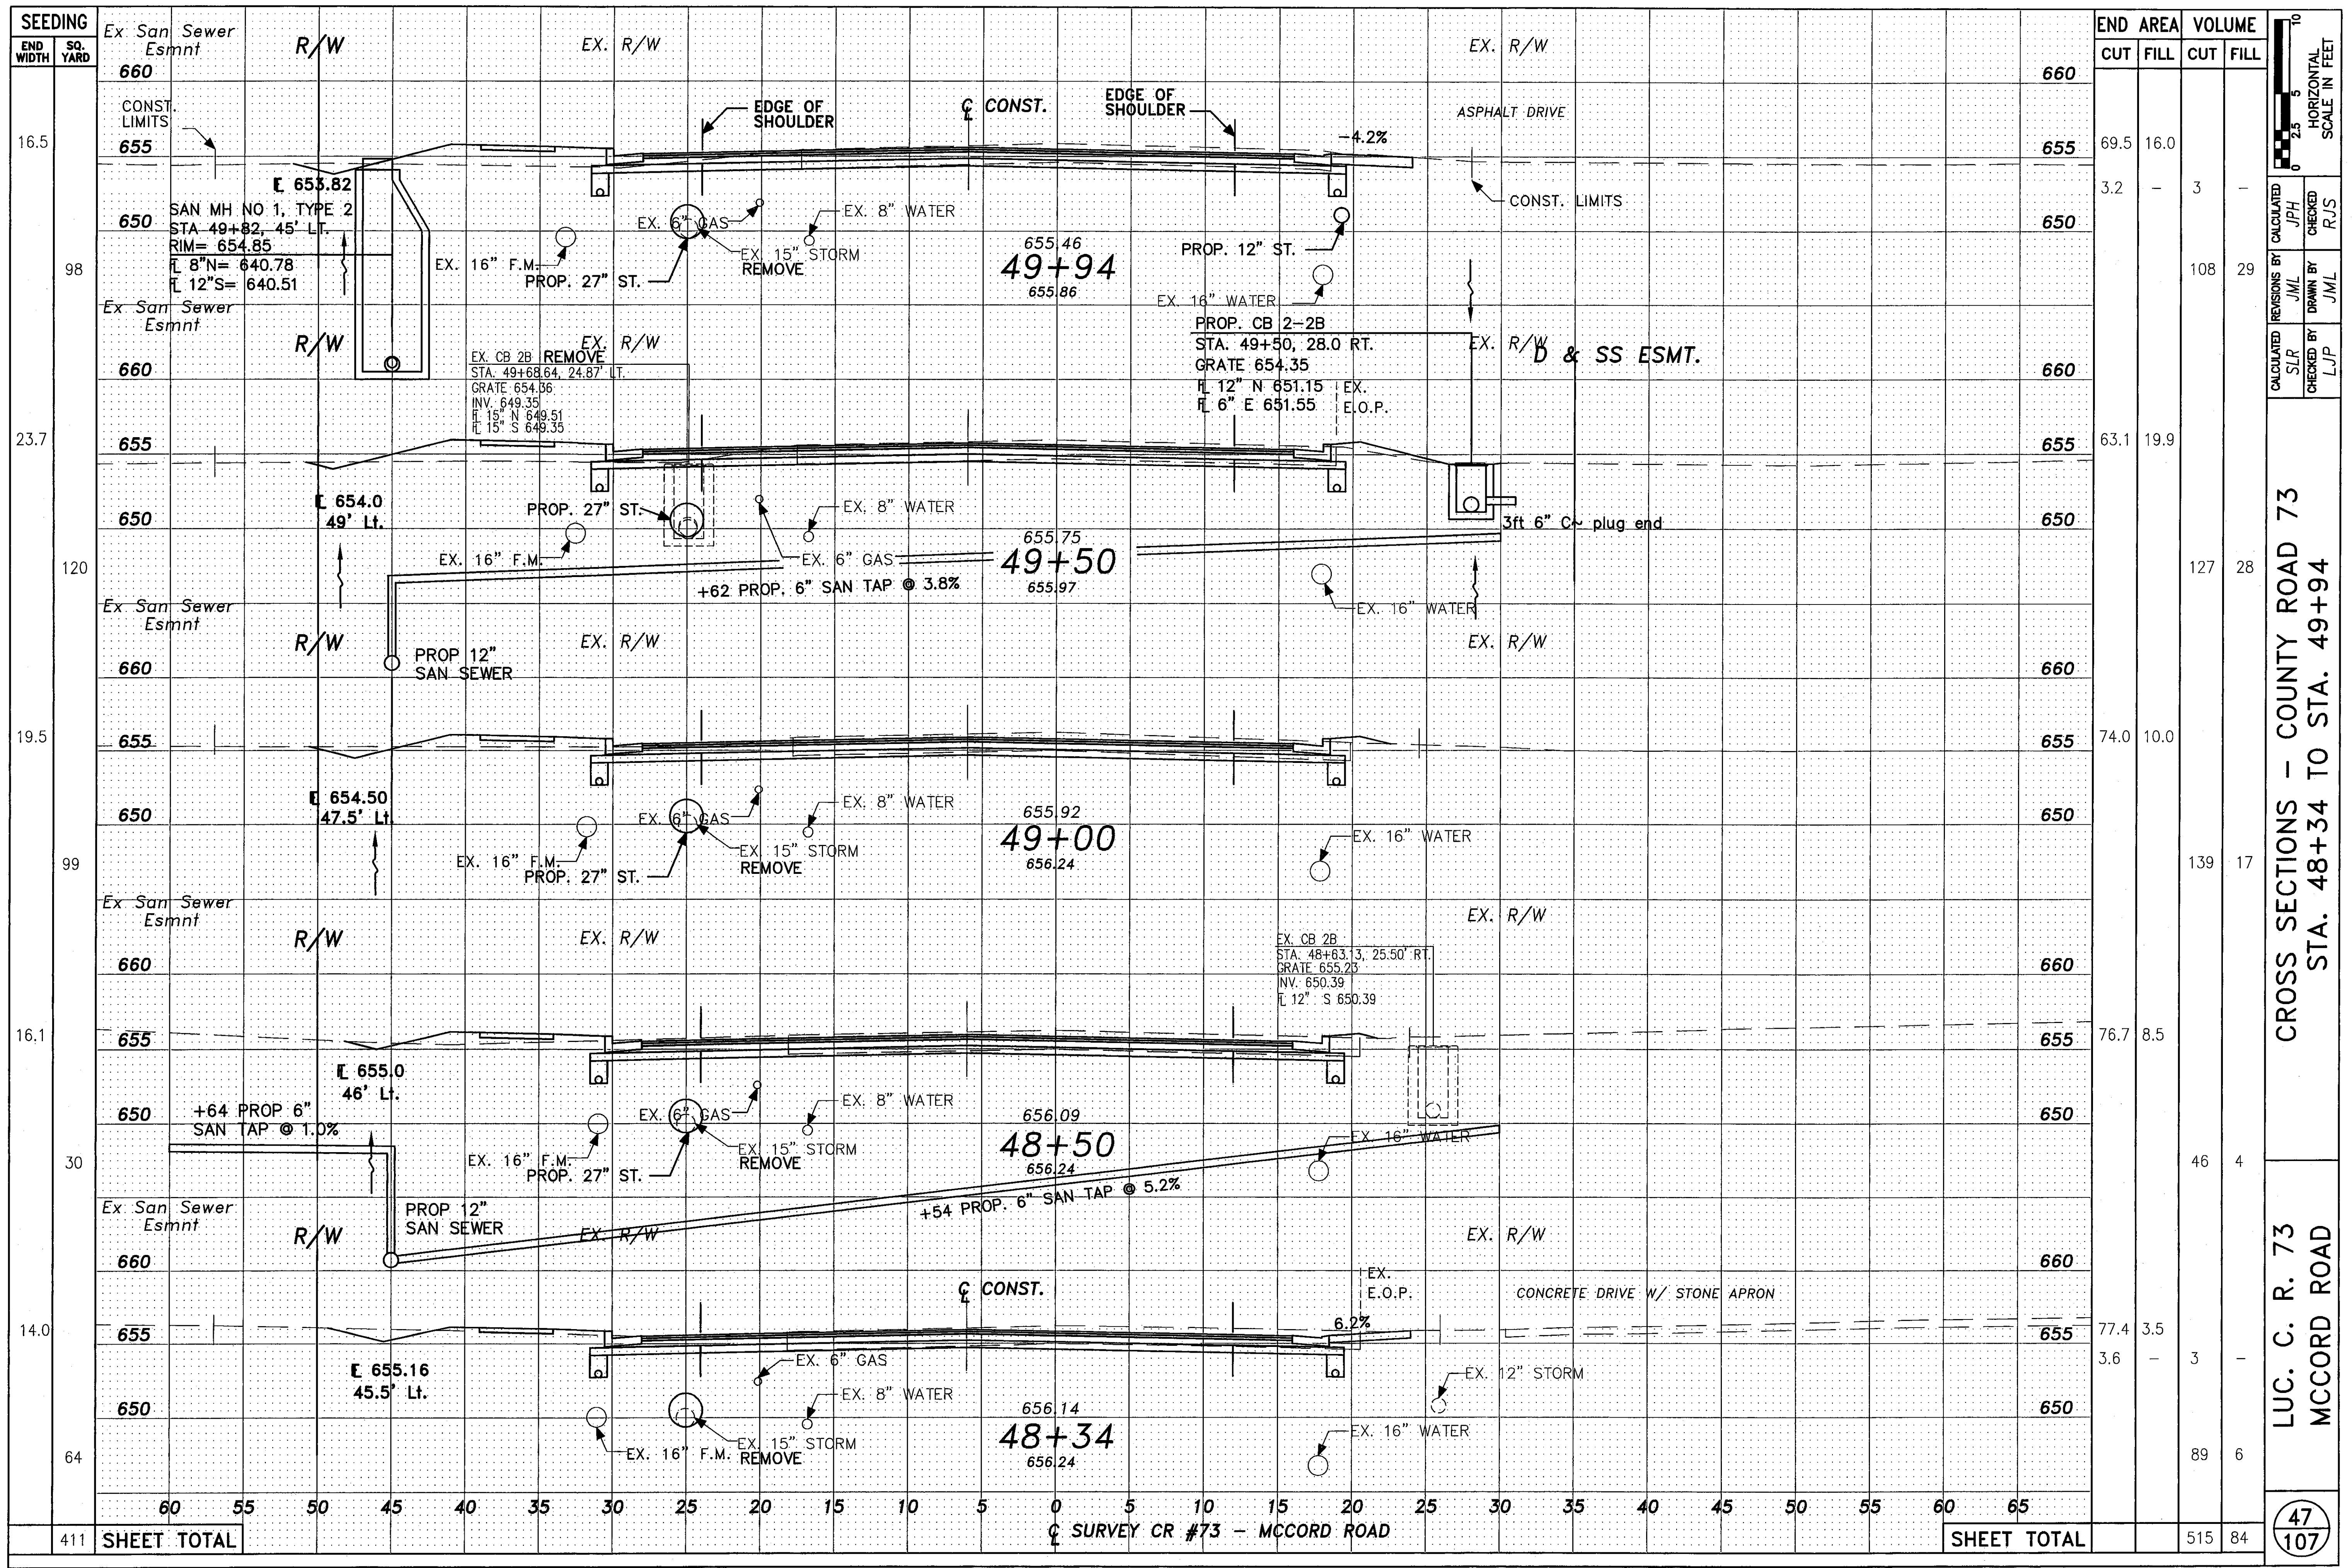 SEEDING
END WIDTH
SQ. YARD
END AREA
VOLUME
CUT
FILL
CUT
FILL
Ex San Sewer
Esmnt
R/W
EX. R/W
EX. R/W
660
660
CONST.
LIMITS
EDGE OF
SHOULDER
℄ CONST.
EDGE OF
SHOULDER
ASPHALT DRIVE
-4.2%
16.5
655
655
69.5
16.0
3.2
–
3
–
F̵L 653.82
SAN MH NO 1, TYPE 2
STA 49+82, 45' LT.
RIM= 654.85
F̵L 8"N= 640.78
F̵L 12"S= 640.51
650
650
EX. 6" GAS
EX. 8" WATER
EX. 15" STORM
REMOVE
EX. 16" F.M.
PROP. 27" ST.
655.46
49+94
655.86
PROP. 12" ST.
EX. 16" WATER
CONST. LIMITS
98
108
29
Ex San Sewer
Esmnt
R/W
EX. R/W
EX. R/W
D & SS ESMT.
PROP. CB 2-2B
STA. 49+50, 28.0 RT.
GRATE 654.35
F̵L 12" N 651.15
F̵L 6" E 651.55
EX.
E.O.P.
EX. CB 2B REMOVE
STA. 49+68.64, 24.87' LT.
GRATE 654.36
INV. 649.35
F̵L 15" N 649.51
F̵L 15" S 649.35
660
660
23.7
655
655
63.1
19.9
F̵L 654.0
49' Lt.
650
650
PROP. 27" ST.
EX. 8" WATER
EX. 16" F.M.
EX. 6" GAS
655.75
49+50
655.97
3ft 6" C~ plug end
+62 PROP. 6" SAN TAP @ 3.8%
EX. 16" WATER
120
127
28
Ex San Sewer
Esmnt
R/W
EX. R/W
EX. R/W
PROP 12"
SAN SEWER
660
660
19.5
655
655
74.0
10.0
F̵L 654.50
47.5' Lt.
650
650
EX. 6" GAS
EX. 8" WATER
EX. 15" STORM
REMOVE
EX. 16" F.M.
PROP. 27" ST.
655.92
49+00
656.24
EX. 16" WATER
99
139
17
Ex San Sewer
Esmnt
R/W
EX. R/W
EX. R/W
EX. CB 2B
STA. 48+63.13, 25.50' RT.
GRATE 655.23
INV. 650.39
F̵L 12" S 650.39
660
660
16.1
655
655
76.7
8.5
F̵L 655.0
46' Lt.
+64 PROP 6"
SAN TAP @ 1.0%
650
650
EX. 6" GAS
EX. 8" WATER
EX. 15" STORM
REMOVE
EX. 16" F.M.
PROP. 27" ST.
656.09
48+50
656.24
EX. 16" WATER
+54 PROP. 6" SAN TAP @ 5.2%
30
46
4
Ex San Sewer
Esmnt
R/W
PROP 12"
SAN SEWER
EX. R/W
EX. R/W
660
660
℄ CONST.
EX.
E.O.P.
CONCRETE DRIVE W/ STONE APRON
6.2%
14.0
655
655
77.4
3.5
3.6
–
3
–
F̵L 655.16
45.5' Lt.
650
650
EX. 6" GAS
EX. 8" WATER
EX. 15" STORM
REMOVE
EX. 16" F.M.
656.14
48+34
656.24
EX. 12" STORM
EX. 16" WATER
64
89
6
60 55 50 45 40 35 30 25 20 15 10 5 0 5 10 15 20 25 30 35 40 45 50 55 60 65
℄ SURVEY CR #73 - MCCORD ROAD
411
SHEET TOTAL
SHEET TOTAL
515
84
0 2.5 5 10
HORIZONTAL
SCALE IN FEET
CALCULATED
JPH
CHECKED
RJS
REVISIONS BY
JML
DRAWN BY
JML
CALCULATED
SLR
CHECKED BY
LJP
CROSS SECTIONS - COUNTY ROAD 73
STA. 48+34 TO STA. 49+94
LUC. C. R. 73
MCCORD ROAD
47
107